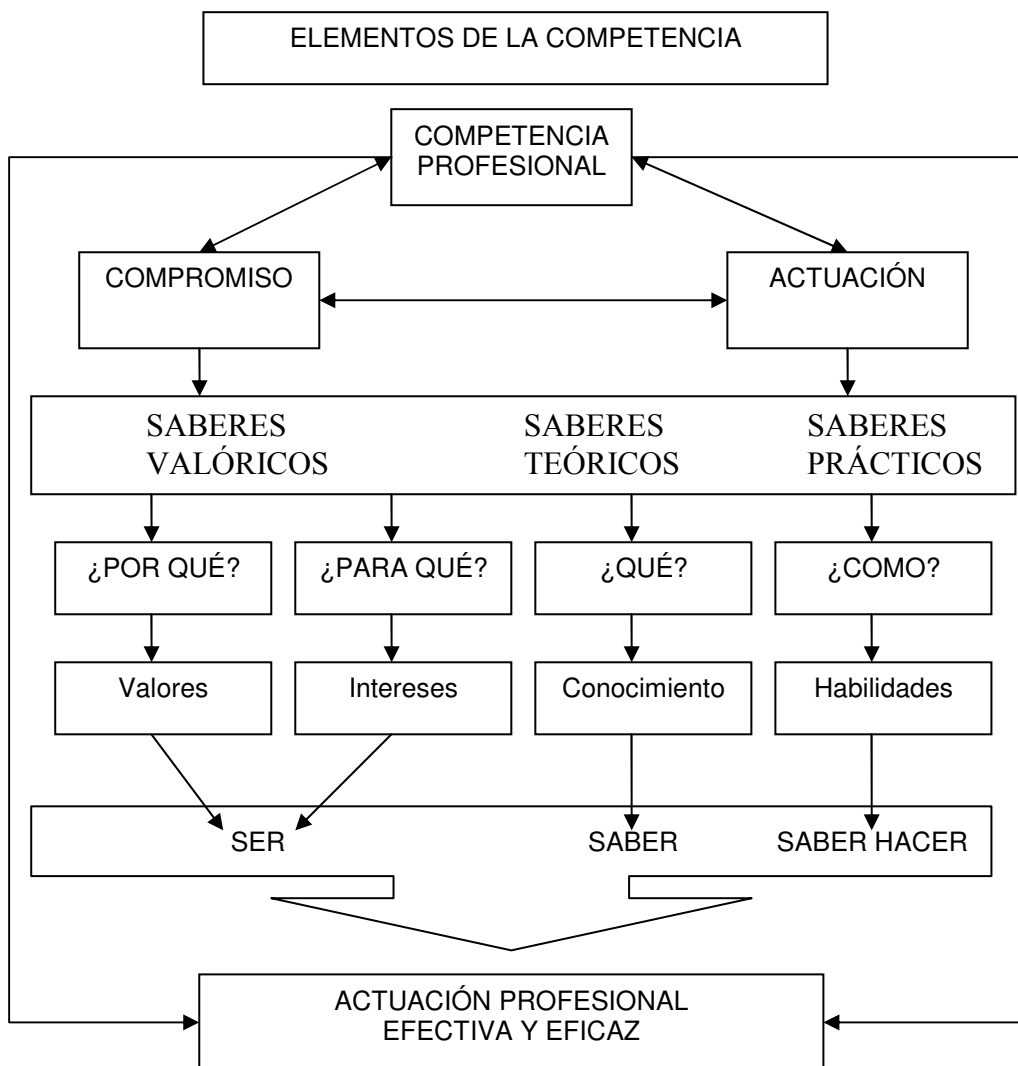 ELEMENTOS DE LA COMPETENCIA
COMPETENCIA
PROFESIONAL
COMPROMISO
ACTUACIÓN
SABERES
VALÓRICOS
SABERES
TEÓRICOS
SABERES
PRÁCTICOS
¿POR QUÉ?
¿PARA QUÉ?
¿QUÉ?
¿COMO?
Valores
Intereses
Conocimiento
Habilidades
SER
SABER
SABER HACER
ACTUACIÓN PROFESIONAL
EFECTIVA Y EFICAZ